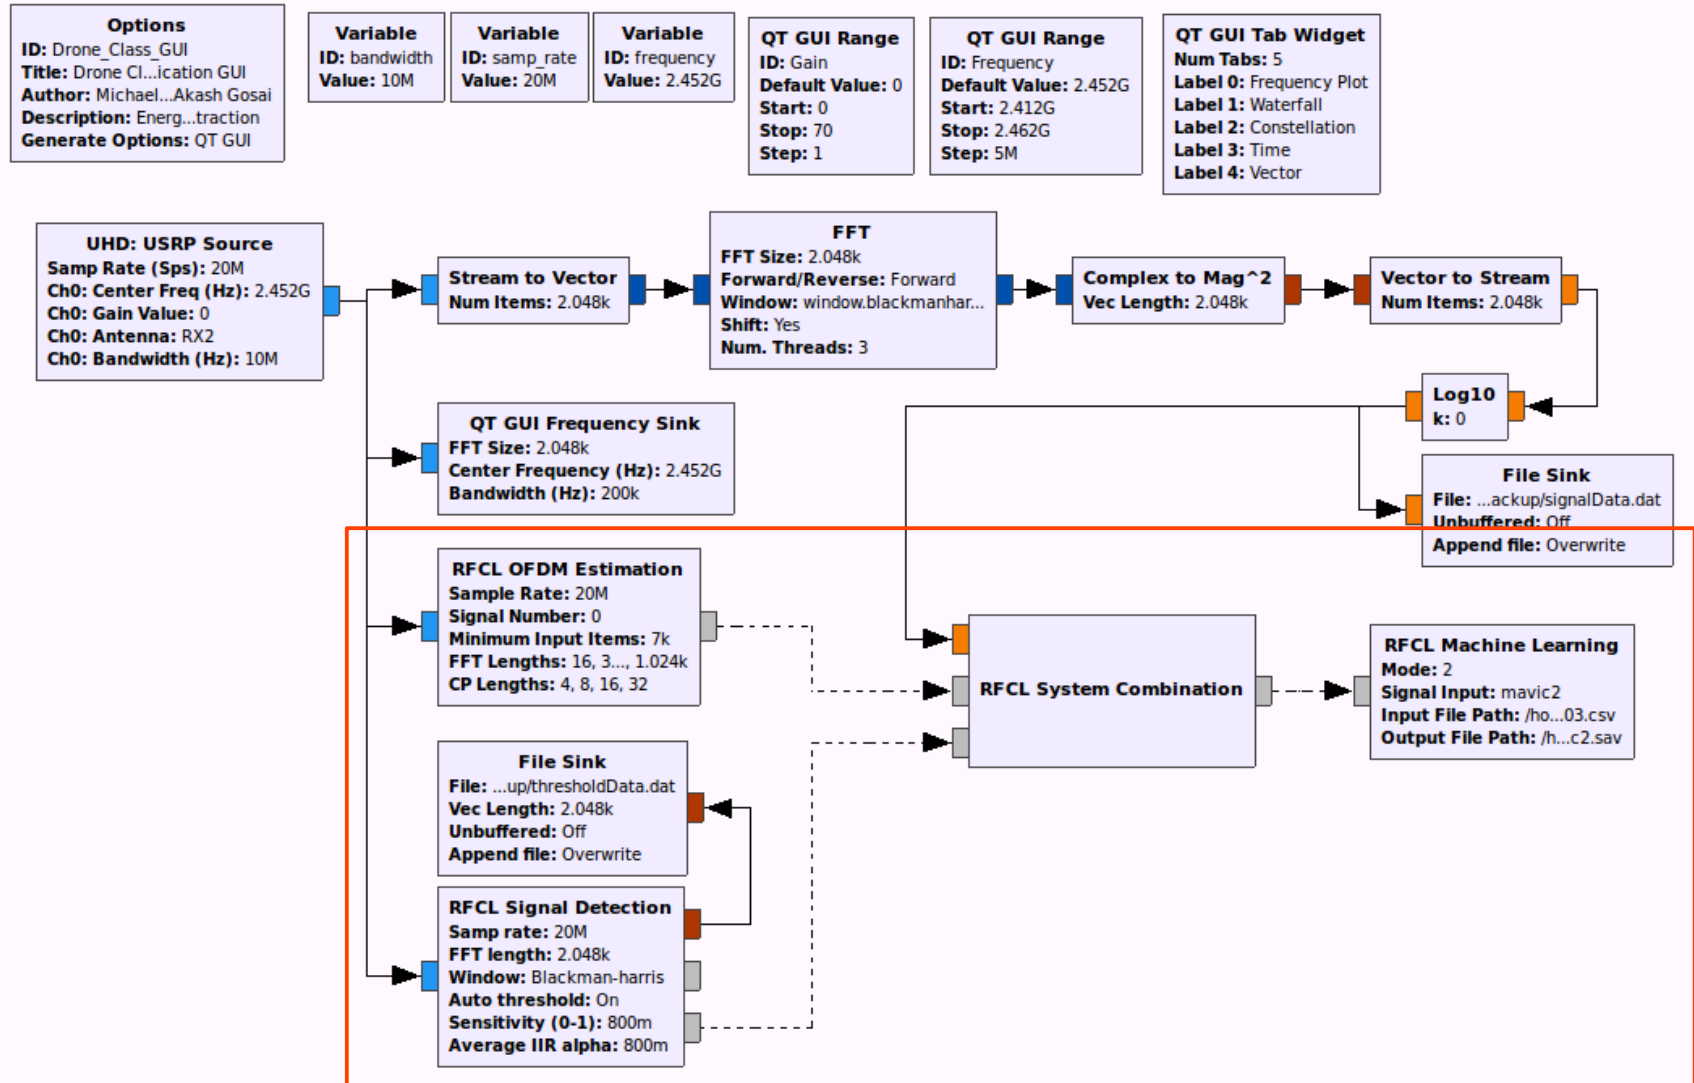 Options
ID: Drone_Class_GUI
Title: Drone Cl...ication GUI
Author: Michael...Akash Gosai
Description: Energ...traction
Generate Options: QT GUI
Variable
ID: bandwidth
Value: 10M
Variable
ID: samp_rate
Value: 20M
Variable
ID: frequency
Value: 2.452G
QT GUI Range
ID: Gain
Default Value: 0
Start: 0
Stop: 70
Step: 1
QT GUI Range
ID: Frequency
Default Value: 2.452G
Start: 2.412G
Stop: 2.462G
Step: 5M
QT GUI Tab Widget
Num Tabs: 5
Label 0: Frequency Plot
Label 1: Waterfall
Label 2: Constellation
Label 3: Time
Label 4: Vector
UHD: USRP Source
Samp Rate (Sps): 20M
Ch0: Center Freq (Hz): 2.452G
Ch0: Gain Value: 0
Ch0: Antenna: RX2
Ch0: Bandwidth (Hz): 10M
Stream to Vector
Num Items: 2.048k
FFT
FFT Size: 2.048k
Forward/Reverse: Forward
Window: window.blackmanhar...
Shift: Yes
Num. Threads: 3
Complex to Mag^2
Vec Length: 2.048k
Vector to Stream
Num Items: 2.048k
Log10
k: 0
QT GUI Frequency Sink
FFT Size: 2.048k
Center Frequency (Hz): 2.452G
Bandwidth (Hz): 200k
File Sink
File: ...ackup/signalData.dat
Unbuffered: Off
Append file: Overwrite
RFCL OFDM Estimation
Sample Rate: 20M
Signal Number: 0
Minimum Input Items: 7k
FFT Lengths: 16, 3..., 1.024k
CP Lengths: 4, 8, 16, 32
RFCL System Combination
RFCL Machine Learning
Mode: 2
Signal Input: mavic2
Input File Path: /ho...03.csv
Output File Path: /h...c2.sav
File Sink
File: ...up/thresholdData.dat
Vec Length: 2.048k
Unbuffered: Off
Append file: Overwrite
RFCL Signal Detection
Samp rate: 20M
FFT length: 2.048k
Window: Blackman-harris
Auto threshold: On
Sensitivity (0-1): 800m
Average IIR alpha: 800m